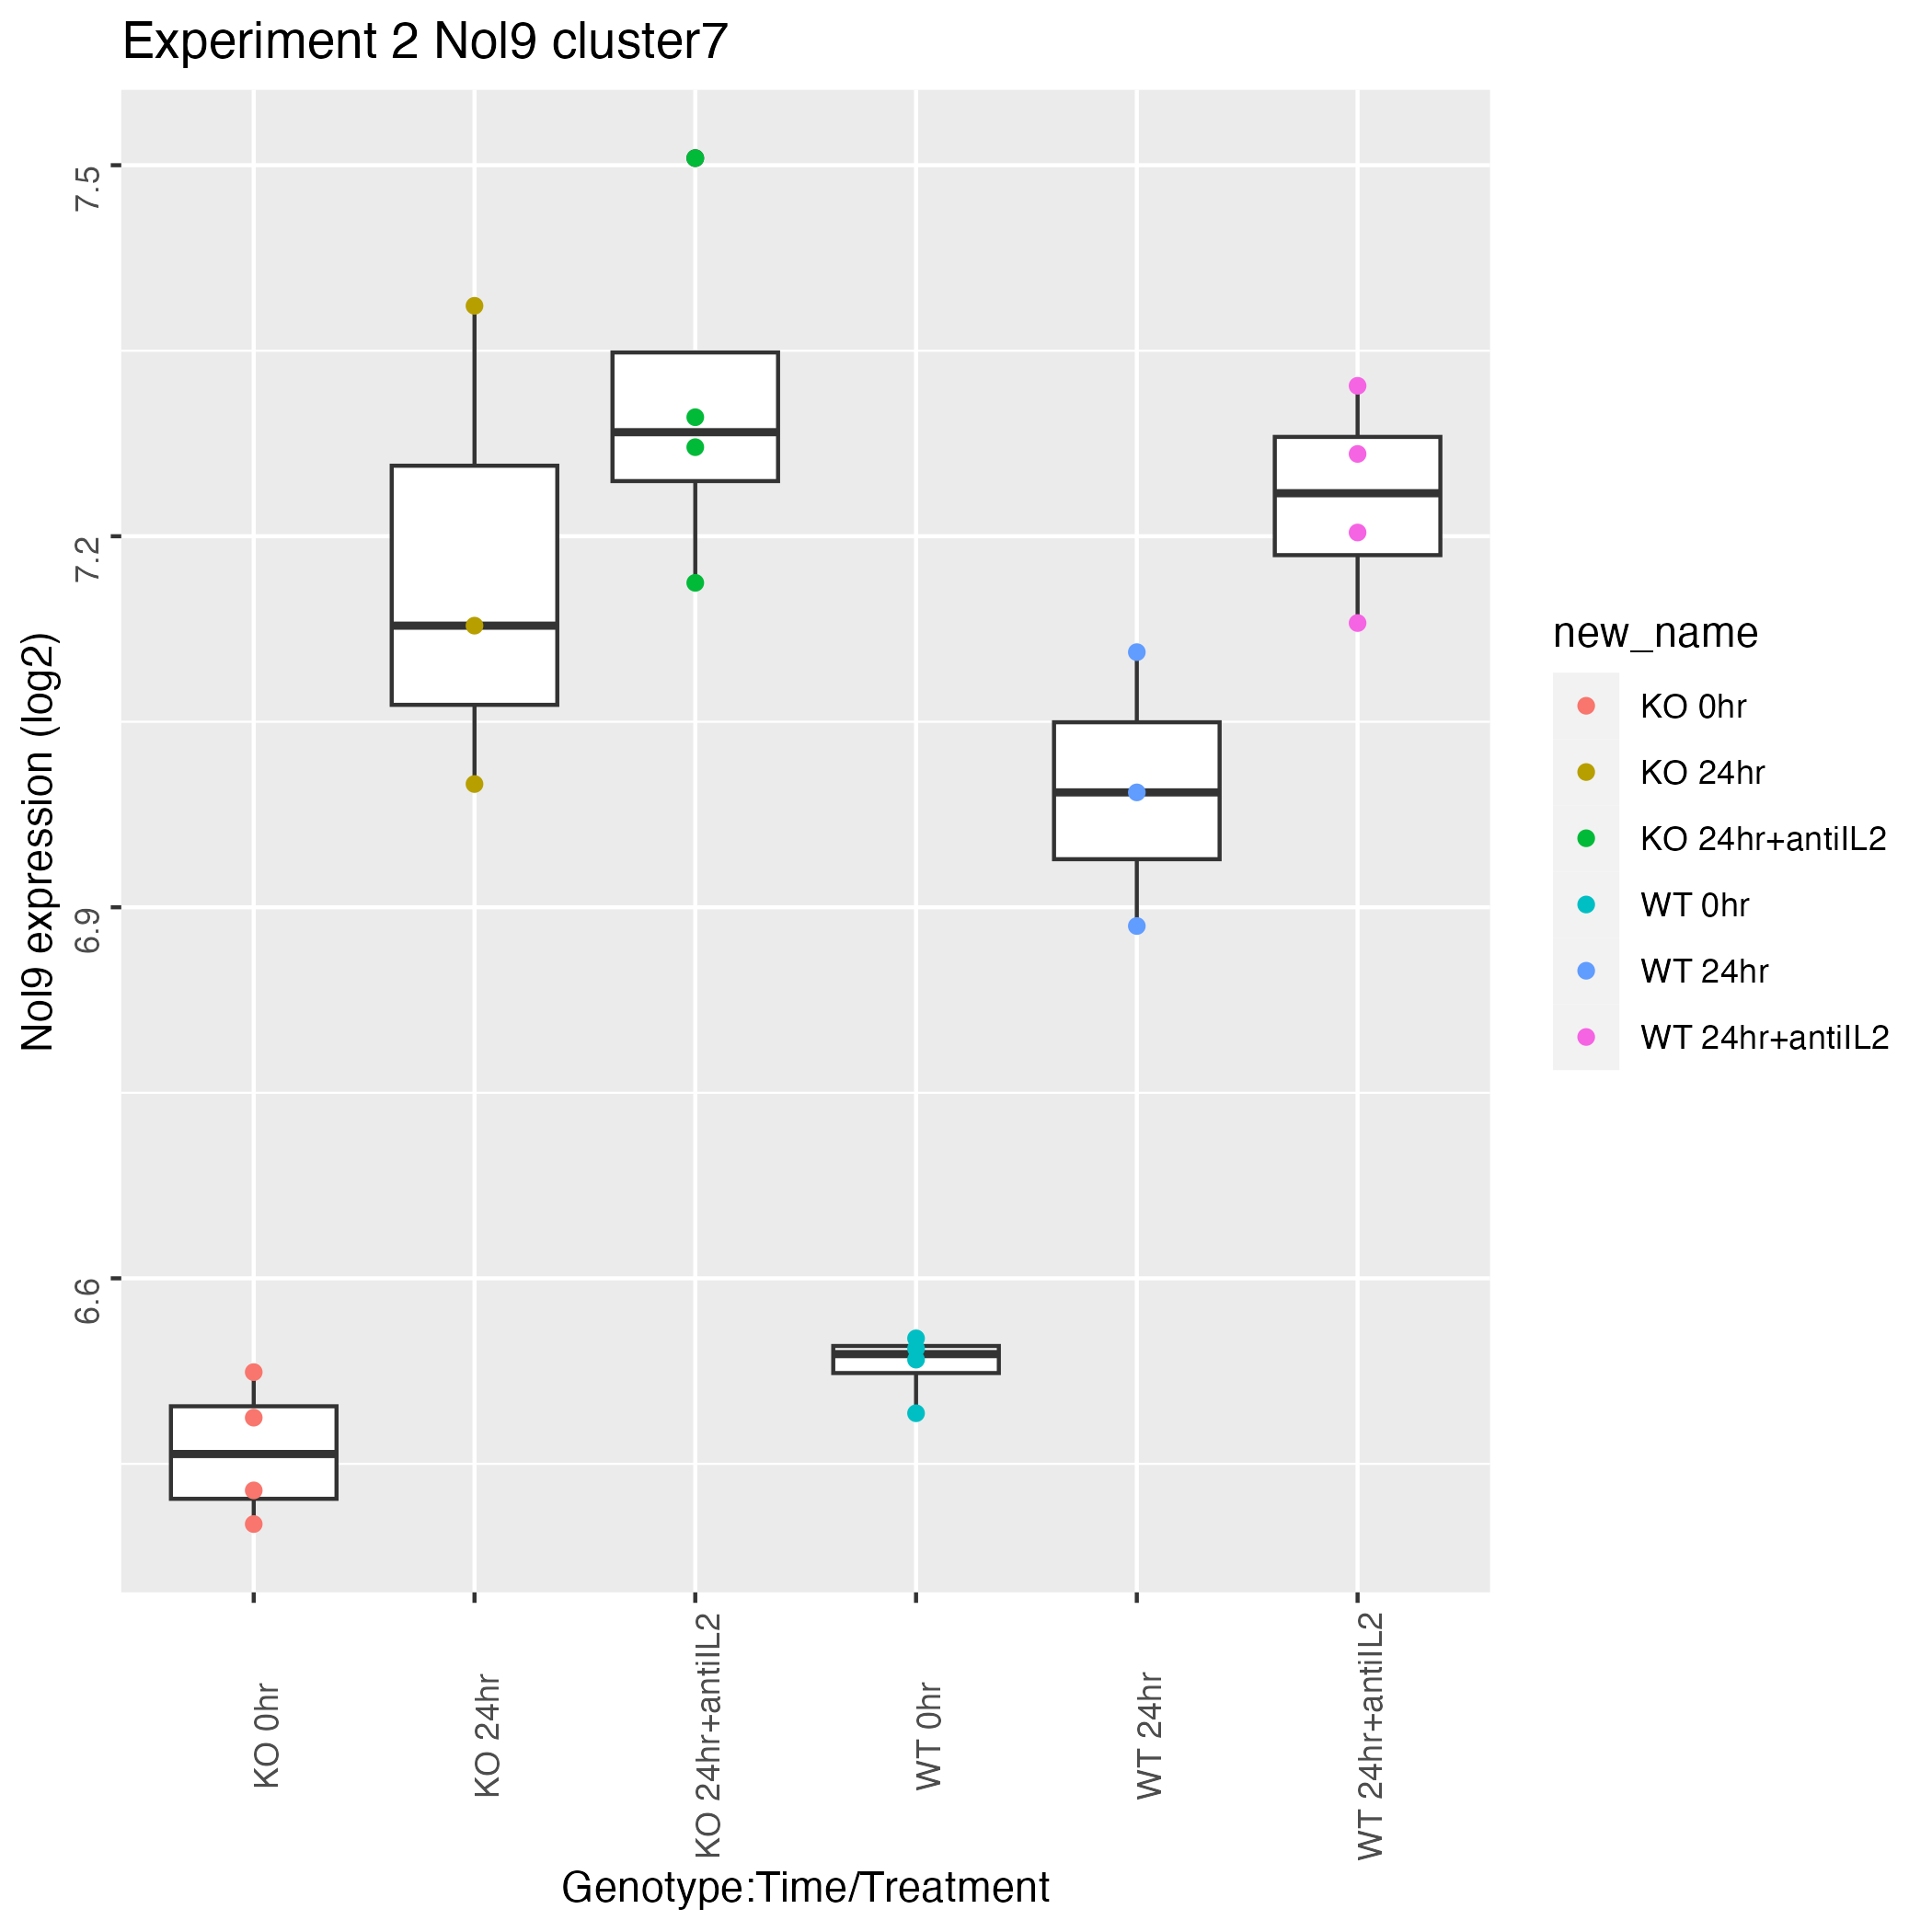 Experiment 2 Nol9 cluster7
Nol9 expression (log2)
7.5
7.2
6.9
6.6
KO 0hr
KO 24hr
KO 24hr+antiIL2
WT 0hr
WT 24hr
WT 24hr+antiIL2
Genotype:Time/Treatment
new_name
KO 0hr
KO 24hr
KO 24hr+antiIL2
WT 0hr
WT 24hr
WT 24hr+antiIL2